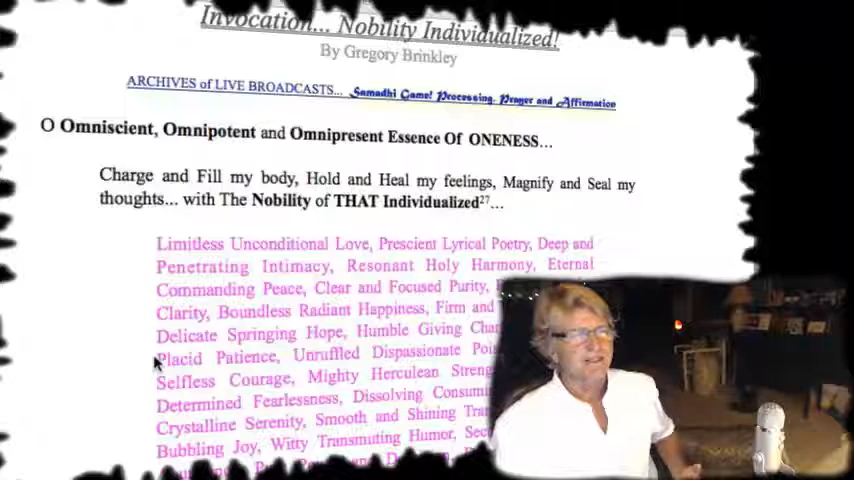 Invocation... Nobility Individualized!
By Gregory Brinkley
ARCHIVES of LIVE BROADCASTS... Samadhi Game! Processing, Prayer and Affirmation
O Omniscient, Omnipotent and Omnipresent Essence Of ONENESS...
Charge and Fill my body, Hold and Heal my feelings, Magnify and Seal my
thoughts... with The Nobility of THAT Individualized27...
Limitless Unconditional Love, Prescient Lyrical Poetry, Deep and
Penetrating Intimacy, Resonant Holy Harmony, Eternal
Commanding Peace, Clear and Focused Purity,
Clarity, Boundless Radiant Happiness, Firm and
Delicate Springing Hope, Humble Giving
Placid Patience, Unruffled Dispassionate
Selfless Courage, Mighty Herculean
Determined Fearlessness, Dissolving
Crystalline Serenity, Smooth and Shining
Bubbling Joy, Witty Transmuting Humor,